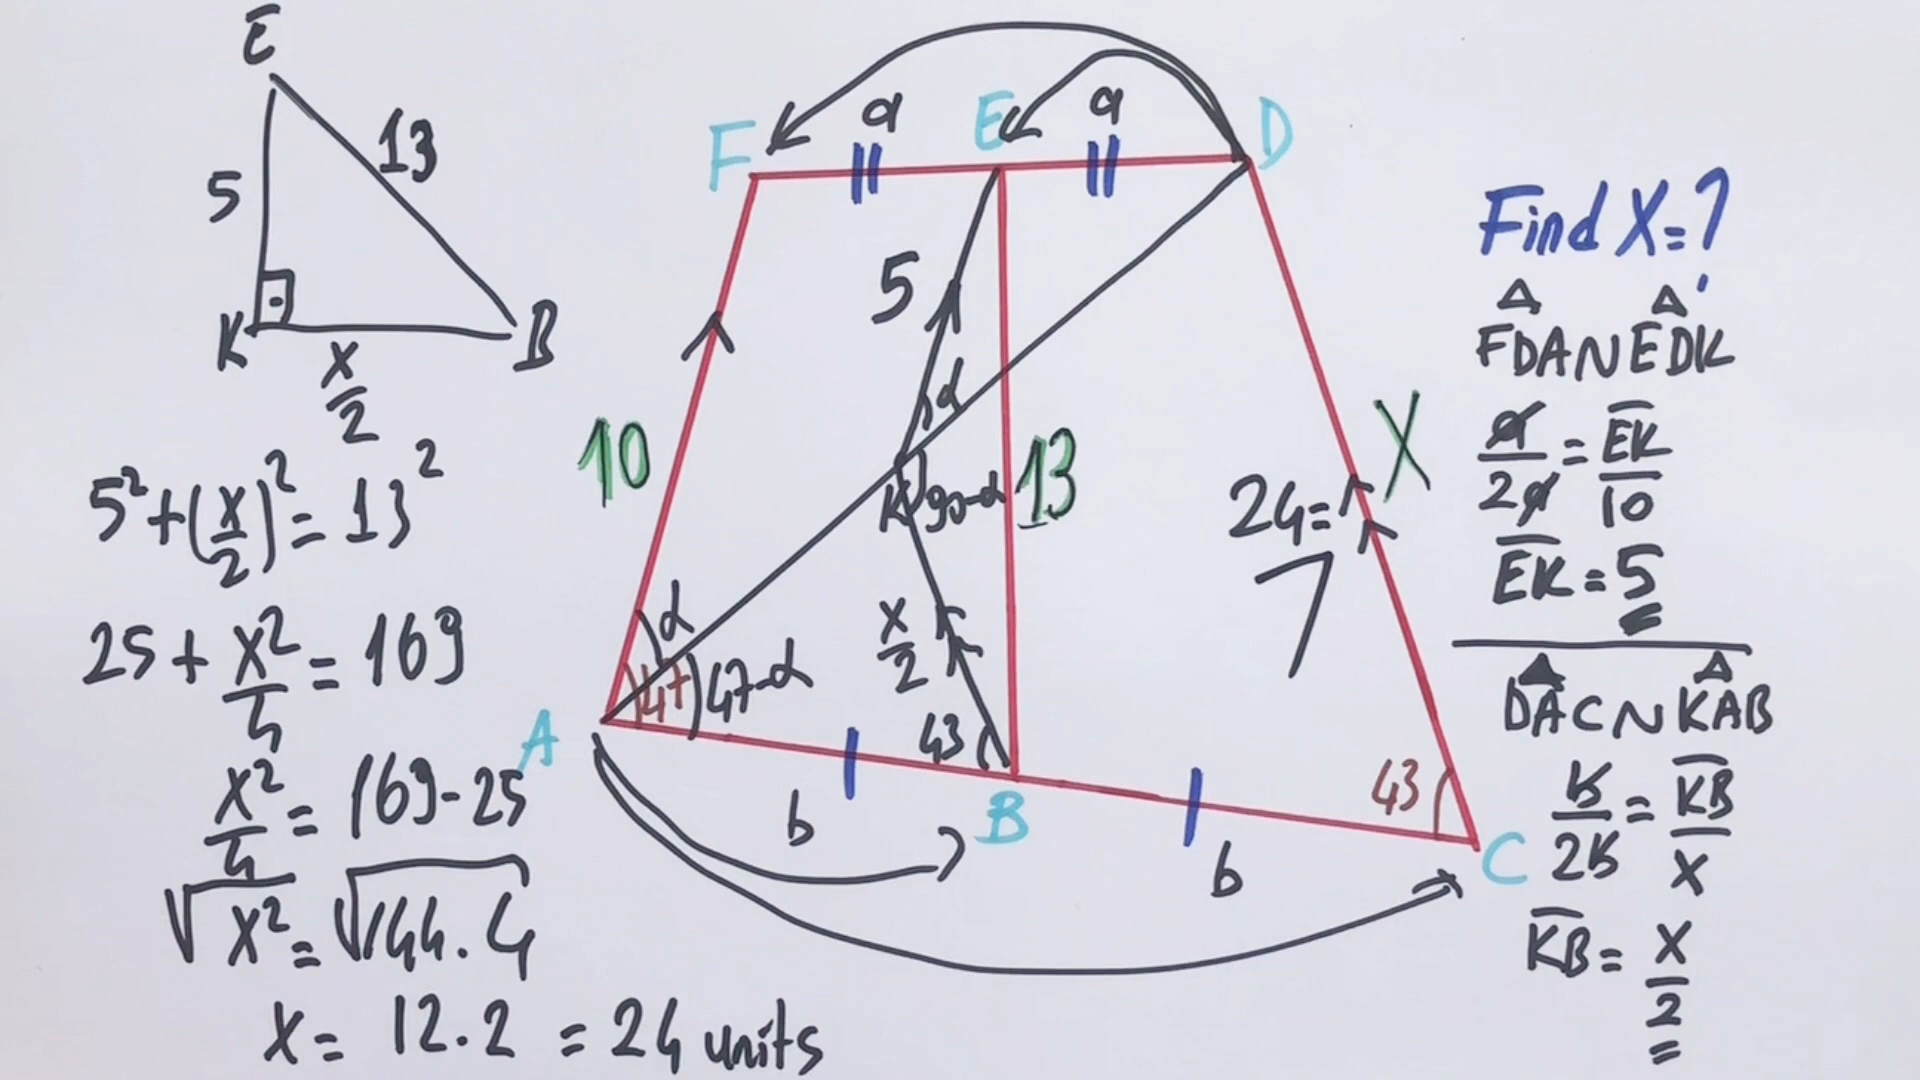 E
5
13
K
B
x/2
5² + (x/2)² = 13²
25 + x²/4 = 169
x²/4 = 169 - 25
√x² = √144.4
x = 12.2 = 24 units
F
a
E
a
D
10
5
α
K
90-α
13
X
24=
7
α
47
47-α
x/2
43
43
A
b
B
b
C
Find X=?
FDA ~ EDK
a/2a = EK/10
EK = 5
DAC ~ KAB
b/2b = KB/x
KB = x/2